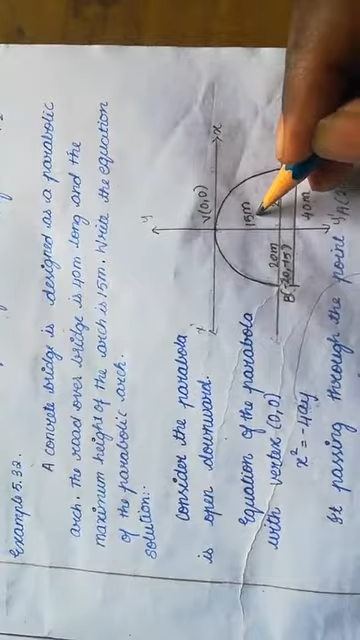 Example 5.32.
A concrete bridge is designed as a parabolic
arch. the road over bridge is 40m long and the
maximum height of the arch is 15m. Write the equation
of the parabolic arch.
Solution:-
Consider the parabola
is open downward.
Equation of the parabola
with vertex (0,0)
x² = -4ay
It passing through the point
y
x'
V(0,0)
x
15m
20m
B(-20,-15)
40m
y'